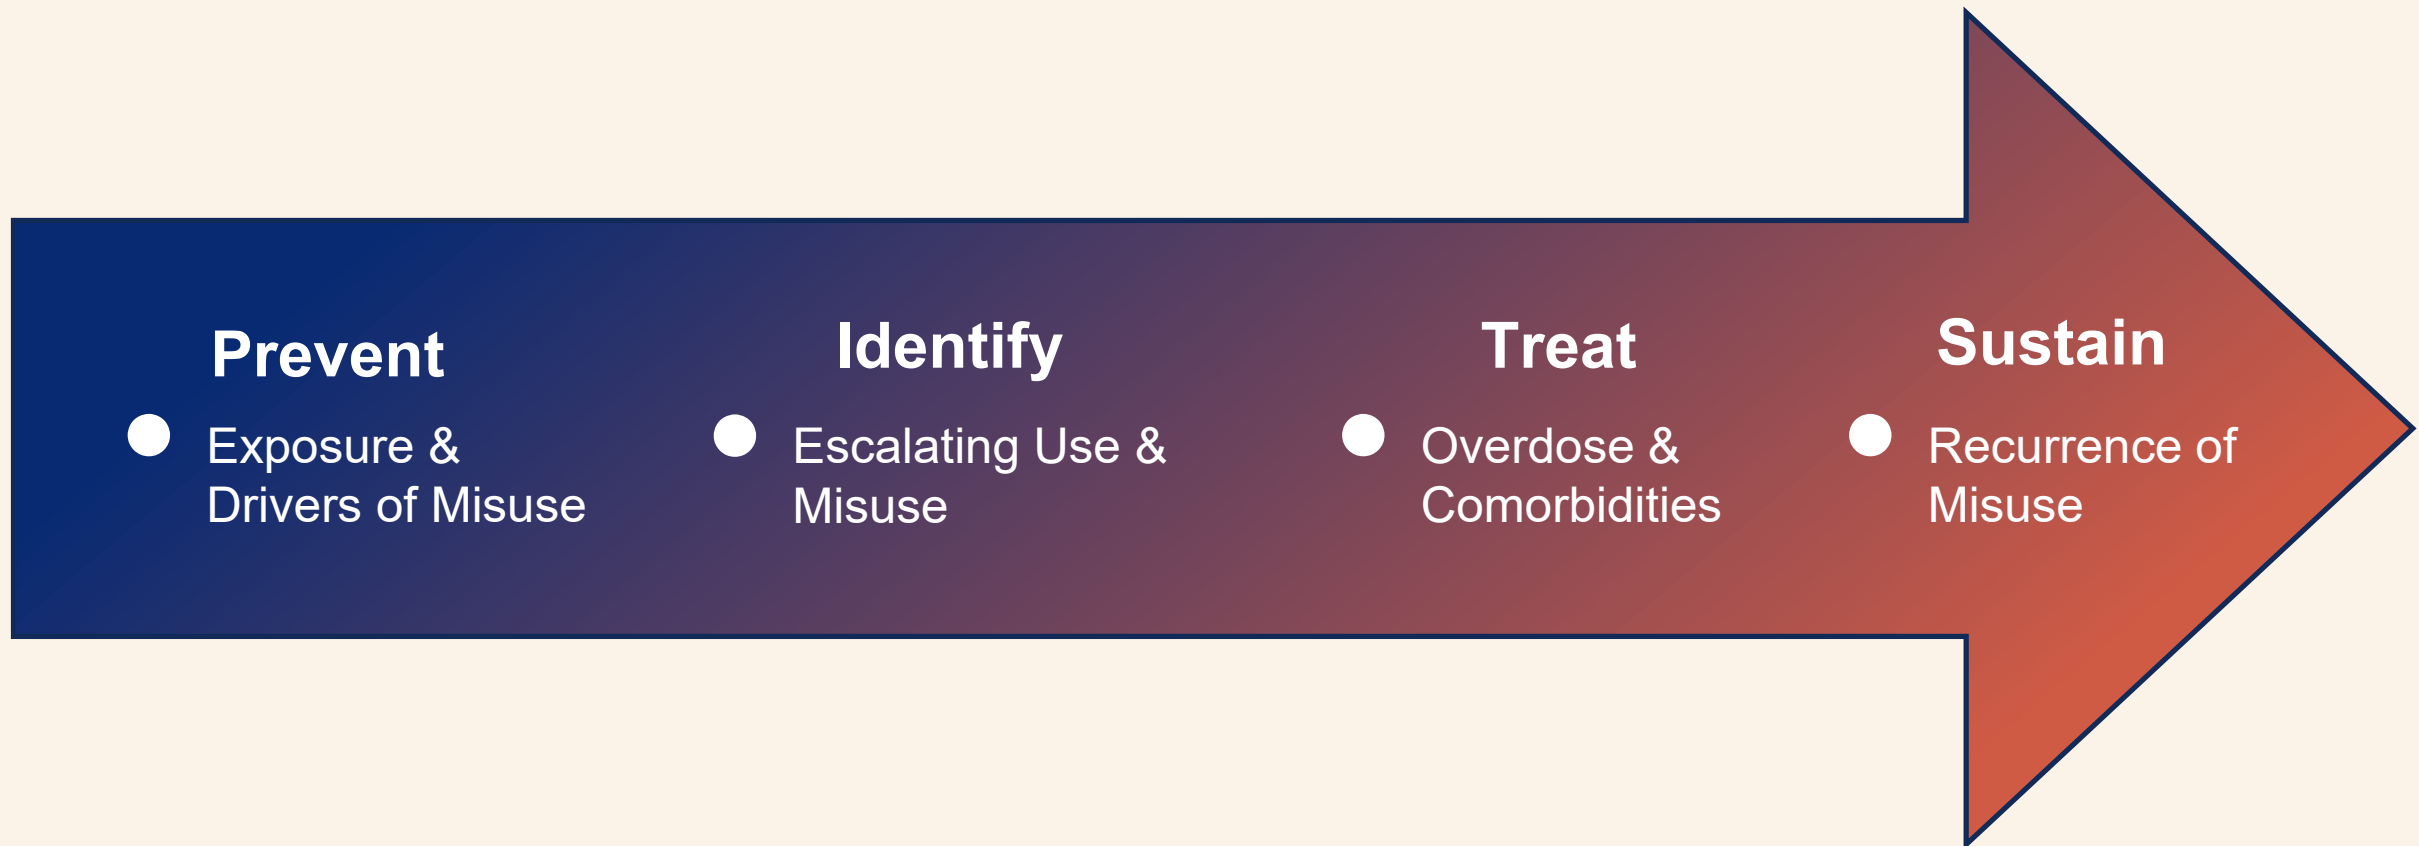 Prevent
Exposure &
Drivers of Misuse
Identify
Escalating Use &
Misuse
Treat
Overdose &
Comorbidities
Sustain
Recurrence of
Misuse